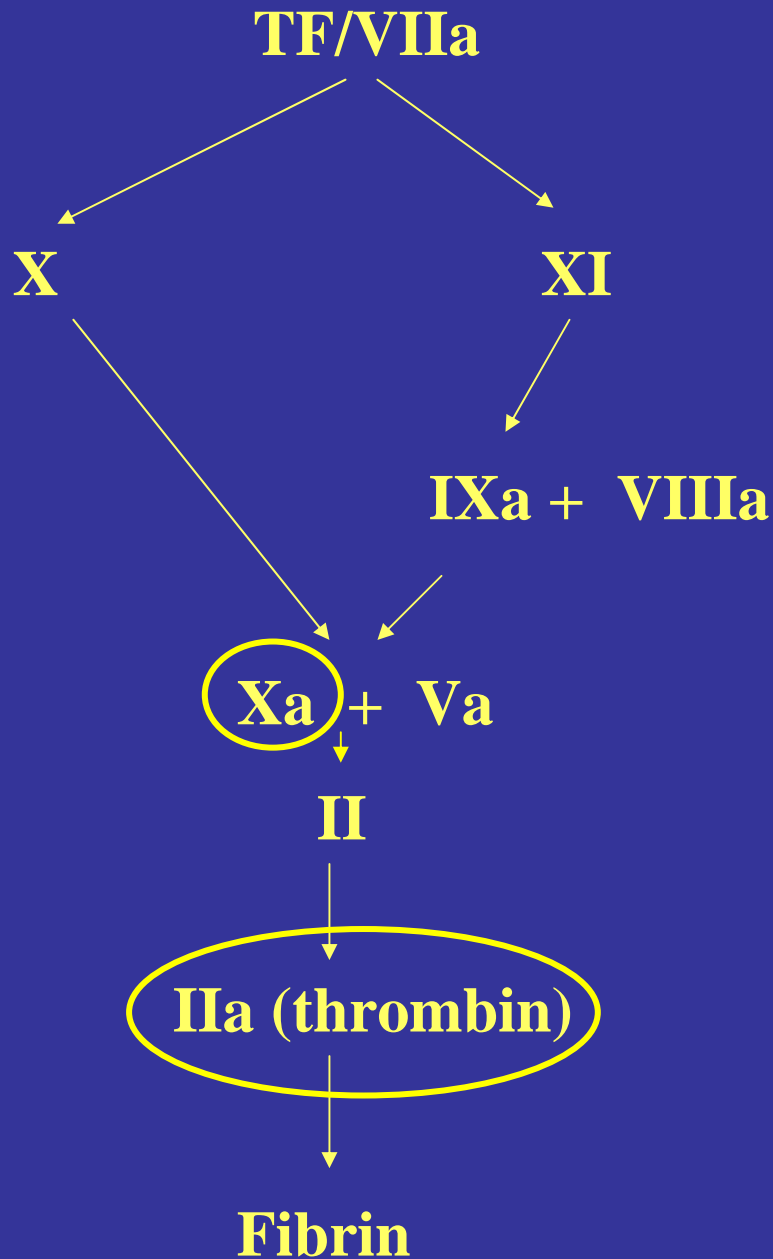 TF/VIIa
X XI
IXa + VIIIa
Xa + Va
II
IIa (thrombin)
Fibrin